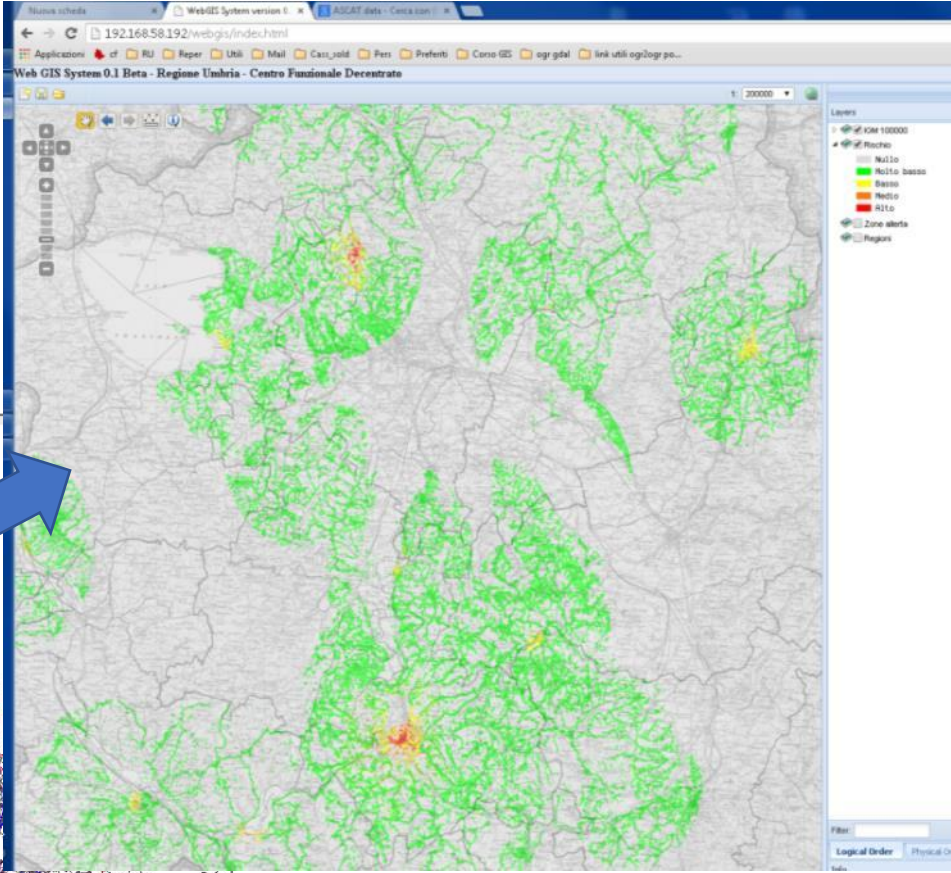 Nuova scheda
WebGIS System version 0.
ASCAT data - Cerca con
192.168.58.192/webgis/index.html
Applicazioni cf RU Reper Utili Mail Cass_sold Pers Preferiti Corso GIS ogr gdal link utili ogr2ogr po...
Web GIS System 0.1 Beta - Regione Umbria - Centro Funzionale Decentrato
1: 200000
Layers
IGM 100000
Rischio
Nullo
Molto basso
Basso
Medio
Alto
Zone allerta
Regioni
Filter:
Logical Order Physical
Info